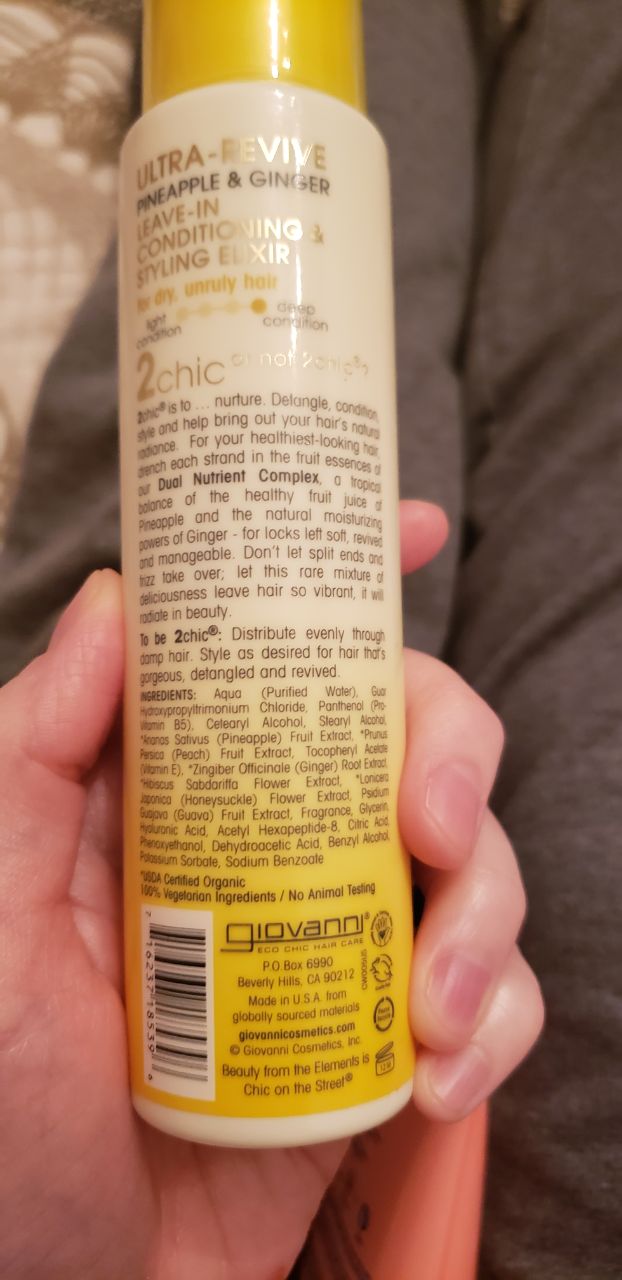 ULTRA-REVIVE
PINEAPPLE & GINGER
LEAVE-IN
CONDITIONING &
STYLING ELIXIR
for dry, unruly hair
light condition
deep condition
2chic or not 2chic®?
2chic® is to ... nurture. Detangle, condition,
style and help bring out your hair's natural
radiance. For your healthiest-looking hair,
drench each strand in the fruit essences of
our Dual Nutrient Complex, a tropical
balance of the healthy fruit juice of
Pineapple and the natural moisturizing
powers of Ginger - for locks left soft, revived
and manageable. Don't let split ends and
frizz take over; let this rare mixture of
deliciousness leave hair so vibrant, it will
radiate in beauty.
To be 2chic®: Distribute evenly through
damp hair. Style as desired for hair that's
gorgeous, detangled and revived.
INGREDIENTS: Aqua (Purified Water), Guar
Hydroxypropyltrimonium Chloride, Panthenol (Pro-
Vitamin B5), Cetearyl Alcohol, Stearyl Alcohol,
*Ananas Sativus (Pineapple) Fruit Extract, *Prunus
Persica (Peach) Fruit Extract, Tocopheryl Acetate
(Vitamin E), *Zingiber Officinale (Ginger) Root Extract,
*Hibiscus Sabdariffa Flower Extract, *Lonicera
Japonica (Honeysuckle) Flower Extract, Psidium
Guajava (Guava) Fruit Extract, Fragrance, Glycerin,
Hyaluronic Acid, Acetyl Hexapeptide-8, Citric Acid,
Phenoxyethanol, Dehydroacetic Acid, Benzyl Alcohol,
Potassium Sorbate, Sodium Benzoate
*USDA Certified Organic
100% Vegetarian Ingredients / No Animal Testing
7 16237 18539 6
giovanni®
ECO CHIC HAIR CARE
P.O.Box 6990
Beverly Hills, CA 90212
Made in U.S.A. from
globally sourced materials
giovannicosmetics.com
© Giovanni Cosmetics, Inc.
Beauty from the Elements is
Chic on the Street®
12 M